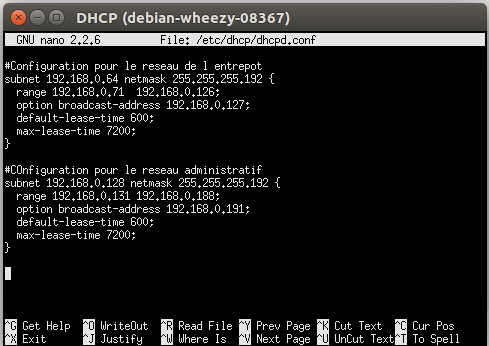 DHCP (debian-wheezy-08367)
GNU nano 2.2.6 File: /etc/dhcp/dhcpd.conf
#Configuration pour le reseau de l entrepot
subnet 192.168.0.64 netmask 255.255.255.192 {
range 192.168.0.71 192.168.0.126;
option broadcast-address 192.168.0.127;
default-lease-time 600;
max-lease-time 7200;
}
#COnfiguration pour le reseau administratif
subnet 192.168.0.128 netmask 255.255.255.192 {
range 192.168.0.131 192.168.0.188;
option broadcast-address 192.168.0.191;
default-lease-time 600;
max-lease-time 7200;
}
^G Get Help ^O WriteOut ^R Read File ^Y Prev Page ^K Cut Text ^C Cur Pos
^X Exit ^J Justify ^W Where Is ^V Next Page ^U UnCut Text ^T To Spell